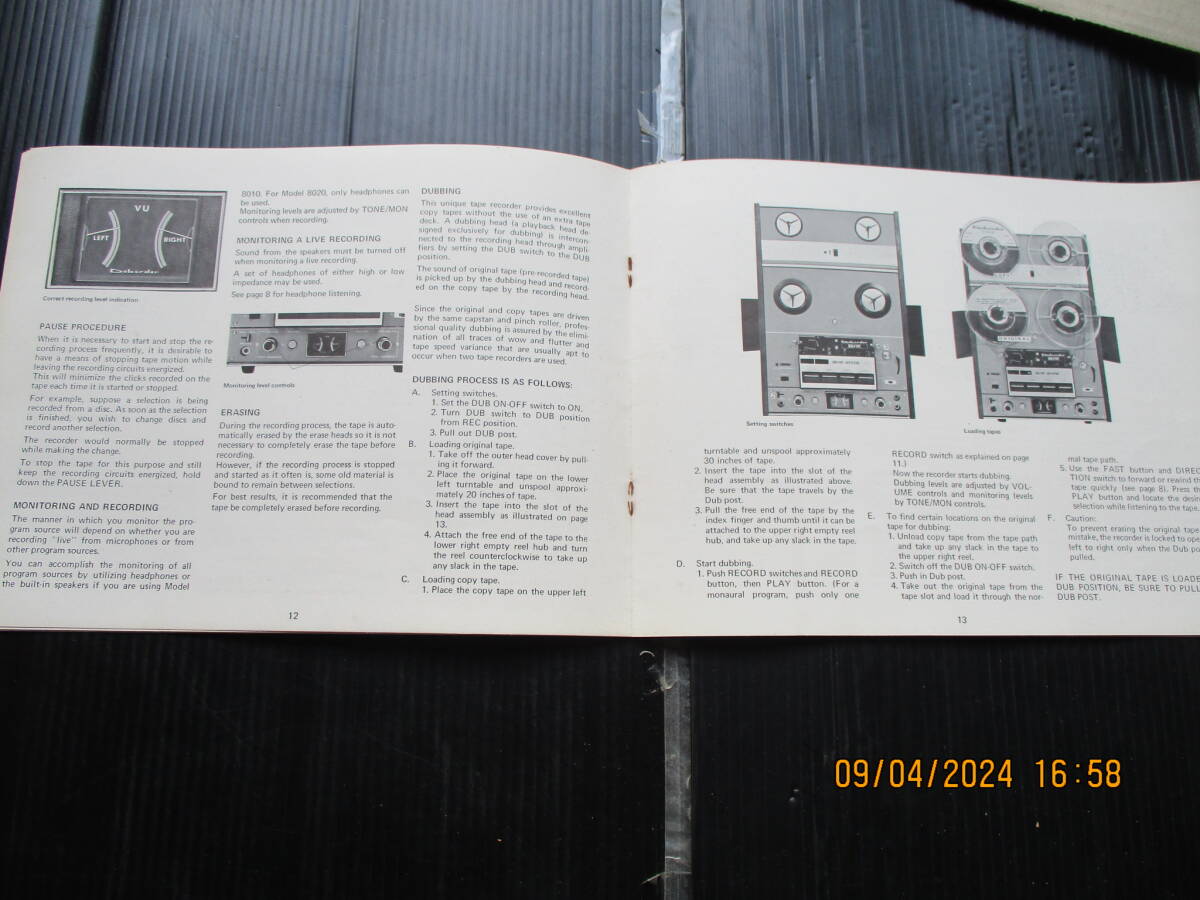 VU
LEFT
RIGHT
Roberts
Correct recording level indication
PAUSE PROCEDURE
When it is necessary to start and stop the re-
cording process frequently, it is desirable to
have a means of stopping tape motion while
leaving the recording circuits energized.
This will minimize the clicks recorded on the
tape each time it is started or stopped.
For example, suppose a selection is being
recorded from a disc. As soon as the selection
is finished, you wish to change discs and
record another selection.
The recorder would normally be stopped
while making the change.
To stop the tape for this purpose and still
keep the recording circuits energized, hold
down the PAUSE LEVER.
MONITORING AND RECORDING
The manner in which you monitor the pro-
gram source will depend on whether you are
recording "live" from microphones or from
other program sources.
You can accomplish the monitoring of all
program sources by utilizing headphones or
the built-in speakers if you are using Model
8010. For Model 8020, only headphones can
be used.
Monitoring levels are adjusted by TONE/MON
controls when recording.
MONITORING A LIVE RECORDING
Sound from the speakers must be turned off
when monitoring a live recording.
A set of headphones of either high or low
impedance may be used.
See page 8 for headphone listening.
Monitoring level controls
ERASING
During the recording process, the tape is auto-
matically erased by the erase heads so it is not
necessary to completely erase the tape before
recording.
However, if the recording process is stopped
and started as it often is, some old material is
bound to remain between selections.
For best results, it is recommended that the
tape be completely erased before recording.
DUBBING
This unique tape recorder provides excellent
copy tapes without the use of an extra tape
deck. A dubbing head (a playback head de-
signed exclusively for dubbing) is intercon-
nected to the recording head through ampli-
fiers by setting the DUB switch to the DUB
position.
The sound of original tape (pre-recorded tape)
is picked up by the dubbing head and record-
ed on the copy tape by the recording head.
Since the original and copy tapes are driven
by the same capstan and pinch roller, profes-
sional quality dubbing is assured by the elimi-
nation of all traces of wow and flutter and
tape speed variance that are usually apt to
occur when two tape recorders are used.
DUBBING PROCESS IS AS FOLLOWS:
A. Setting switches.
1. Set the DUB ON-OFF switch to ON.
2. Turn DUB switch to DUB position
from REC position.
3. Pull out DUB post.
B. Loading original tape.
1. Take off the outer head cover by pull-
ing it forward.
2. Place the original tape on the lower
left turntable and unspool approxi-
mately 20 inches of tape.
3. Insert the tape into the slot of the
head assembly as illustrated on page
13.
4. Attach the free end of the tape to the
lower right empty reel hub and turn
the reel counterclockwise to take up
any slack in the tape.
C. Loading copy tape.
1. Place the copy tape on the upper left
12
Setting switches
ORIGINAL
Loading tapes
turntable and unspool approximately
30 inches of tape.
2. Insert the tape into the slot of the
head assembly as illustrated above.
Be sure that the tape travels by the
Dub post.
3. Pull the free end of the tape by the
index finger and thumb until it can be
attached to the upper right empty reel
hub, and take up any slack in the tape.
D. Start dubbing.
1. Push RECORD switches and RECORD
button, then PLAY button. (For a
monaural program, push only one
RECORD switch as explained on page
11.)
Now the recorder starts dubbing.
Dubbing levels are adjusted by VOL-
UME controls and monitoring levels
by TONE/MON controls.
E. To find certain locations on the original
tape for dubbing:
1. Unload copy tape from the tape path
and take up any slack in the tape to
the upper right reel.
2. Switch off the DUB ON-OFF switch.
3. Push in Dub post.
4. Take out the original tape from the
tape slot and load it through the nor-
mal tape path.
5. Use the FAST button and DIREC
TION switch to forward or rewind th
tape quickly (see page 8). Press th
PLAY button and locate the desir
selection while listening to the tape.
F. Caution:
To prevent erasing the original tape
mistake, the recorder is locked to ope
left to right only when the Dub po
pulled.
IF THE ORIGINAL TAPE IS LOADE
DUB POSITION, BE SURE TO PULL
DUB POST.
13
09/04/2024 16:58